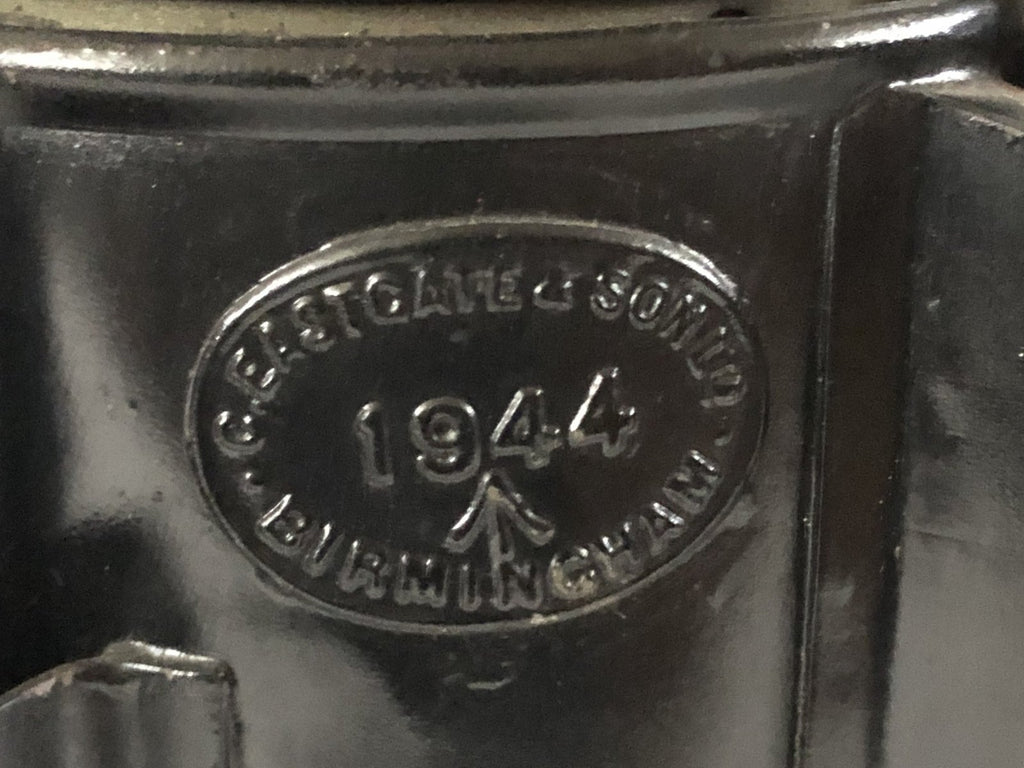 C. EASTGATE & SON LTD
1944
BIRMINGHAM